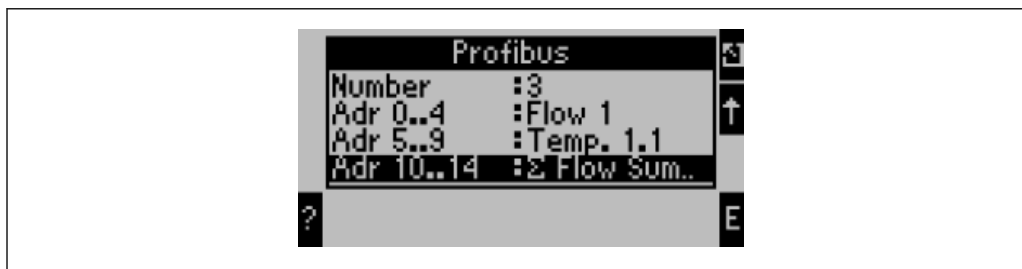 Profibus
Number :3
Adr 0..4 :Flow 1
Adr 5..9 :Temp. 1.1
Adr 10..14 :Σ Flow Sum..
↑
? E